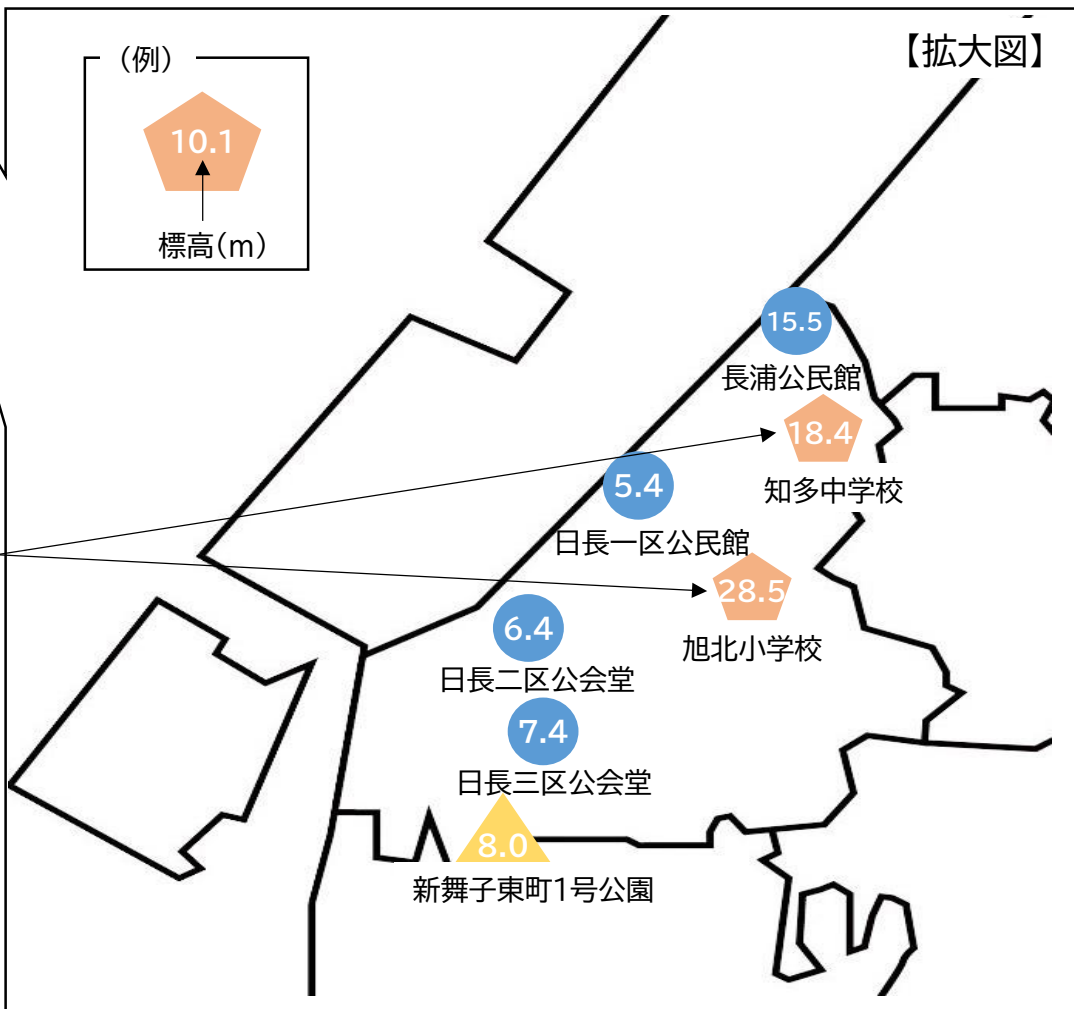 【拡大図】
（例）
10.1
標高(m)
15.5
長浦公民館
18.4
知多中学校
5.4
日長一区公民館
28.5
旭北小学校
6.4
日長二区公会堂
7.4
日長三区公会堂
8.0
新舞子東町1号公園